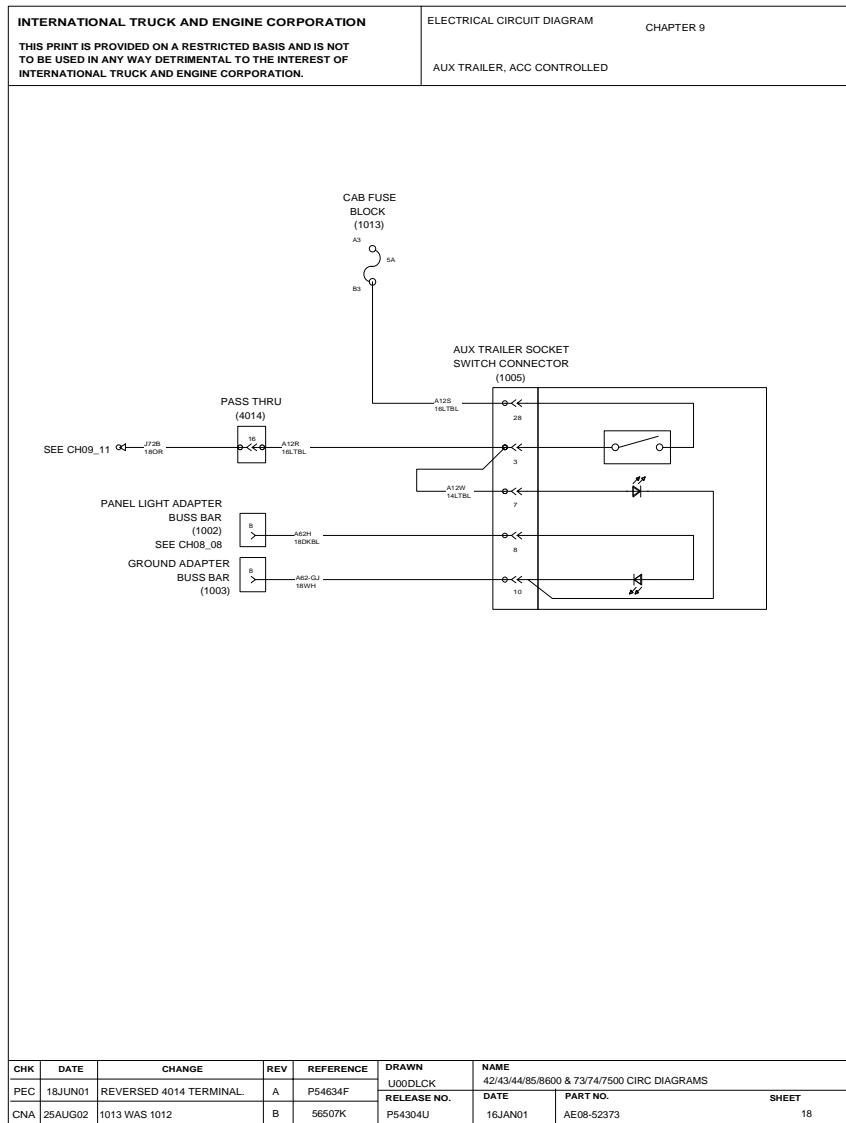 INTERNATIONAL TRUCK AND ENGINE CORPORATION
THIS PRINT IS PROVIDED ON A RESTRICTED BASIS AND IS NOT
TO BE USED IN ANY WAY DETRIMENTAL TO THE INTEREST OF
INTERNATIONAL TRUCK AND ENGINE CORPORATION.
ELECTRICAL CIRCUIT DIAGRAM
CHAPTER 9
AUX TRAILER, ACC CONTROLLED
CAB FUSE
BLOCK
(1013)
A3
5A
B3
AUX TRAILER SOCKET
SWITCH CONNECTOR
(1005)
A12S
16LTBL
28
PASS THRU
(4014)
SEE CH09_11
J72B
18OR
16
A12R
16LTBL
3
A12W
14LTBL
7
PANEL LIGHT ADAPTER
BUSS BAR
(1002)
SEE CH08_08
B
A62H
18DKBL
8
GROUND ADAPTER
BUSS BAR
(1003)
B
A62-GJ
18WH
10
CHK DATE CHANGE REV REFERENCE
PEC 18JUN01 REVERSED 4014 TERMINAL. A P54634F
CNA 25AUG02 1013 WAS 1012 B 56507K
DRAWN
U00DLCK
RELEASE NO.
P54304U
NAME
42/43/44/85/8600 & 73/74/7500 CIRC DIAGRAMS
DATE
16JAN01
PART NO.
AE08-52373
SHEET
18